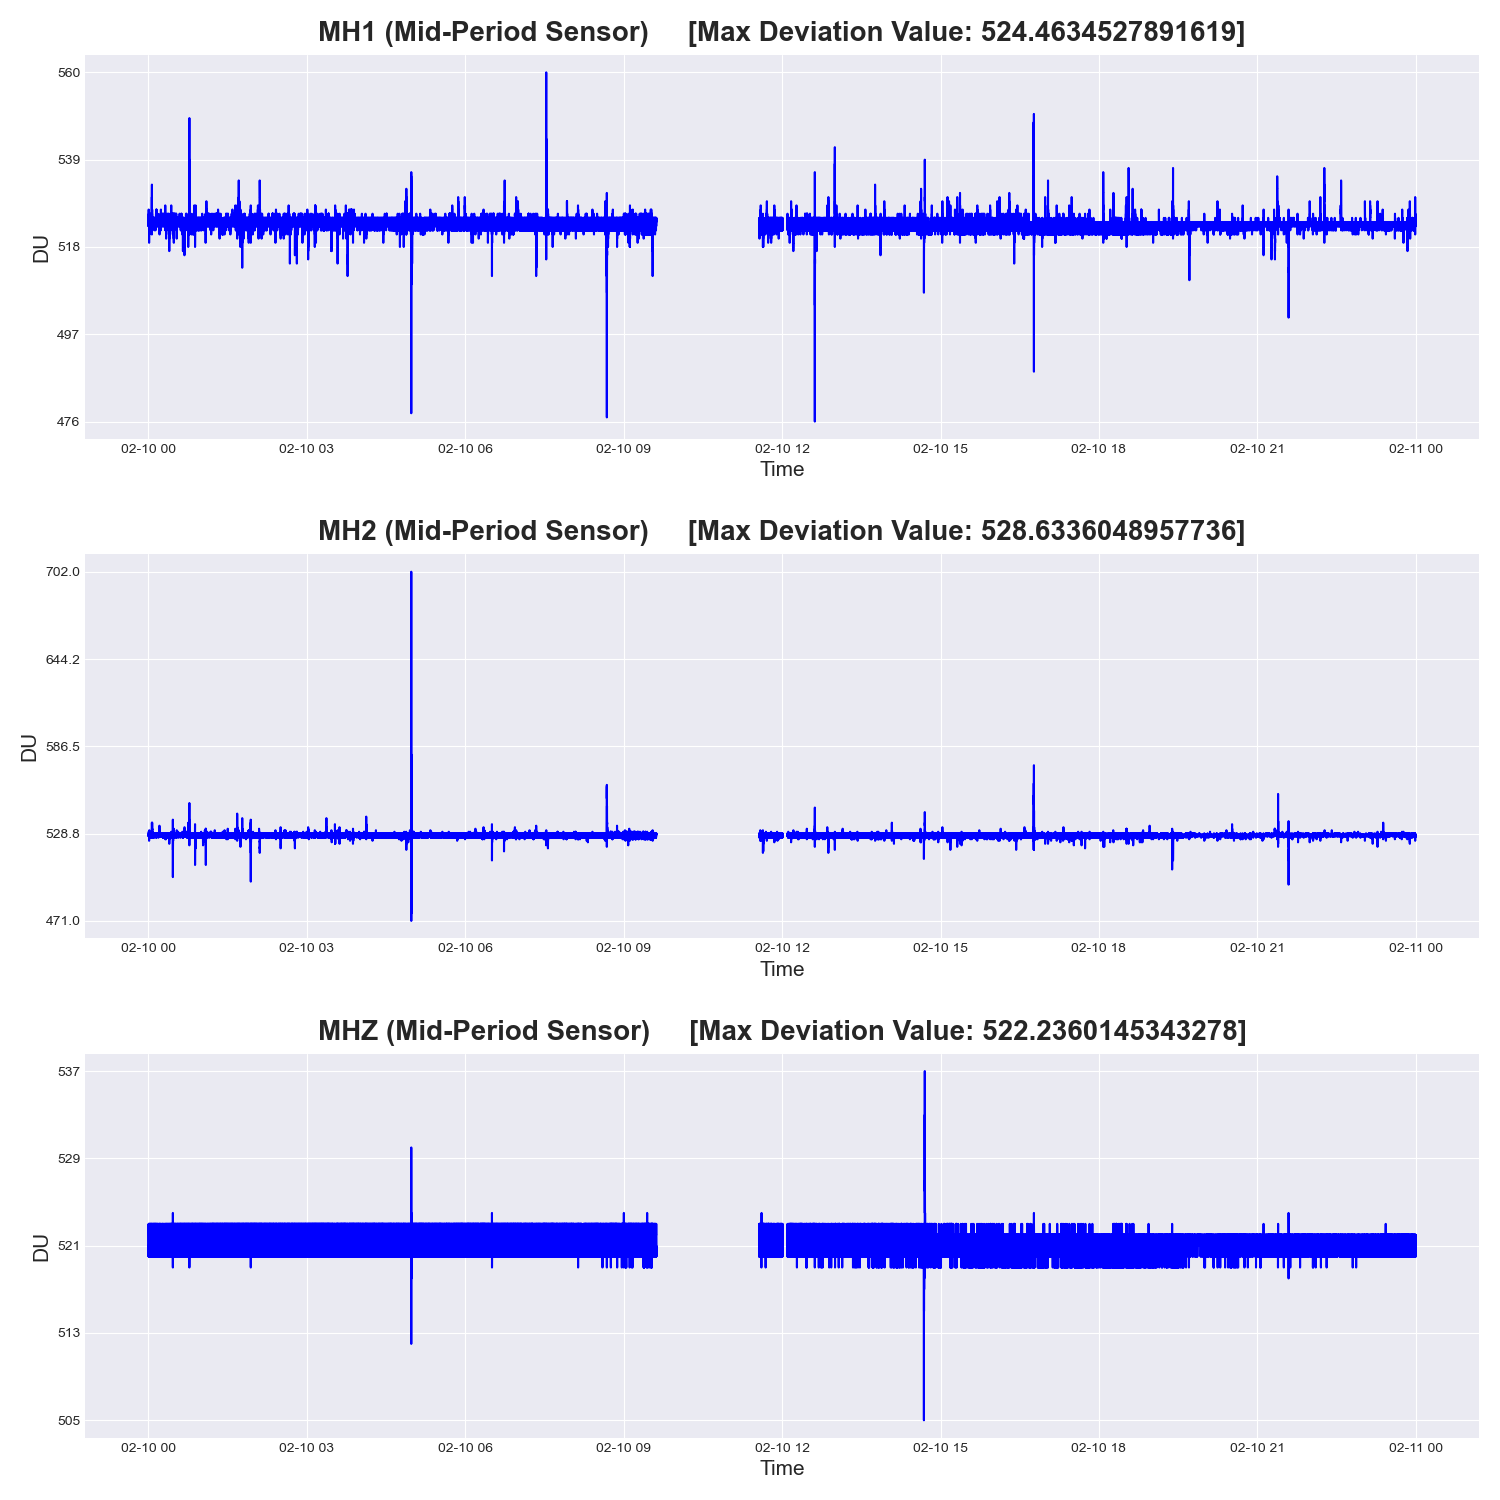 MH1 (Mid-Period Sensor) [Max Deviation Value: 524.4634527891619]
560
539
518
497
476
DU
02-10 00 02-10 03 02-10 06 02-10 09 02-10 12 02-10 15 02-10 18 02-10 21 02-11 00
Time
MH2 (Mid-Period Sensor) [Max Deviation Value: 528.6336048957736]
702.0
644.2
586.5
528.8
471.0
DU
02-10 00 02-10 03 02-10 06 02-10 09 02-10 12 02-10 15 02-10 18 02-10 21 02-11 00
Time
MHZ (Mid-Period Sensor) [Max Deviation Value: 522.2360145343278]
537
529
521
513
505
DU
02-10 00 02-10 03 02-10 06 02-10 09 02-10 12 02-10 15 02-10 18 02-10 21 02-11 00
Time